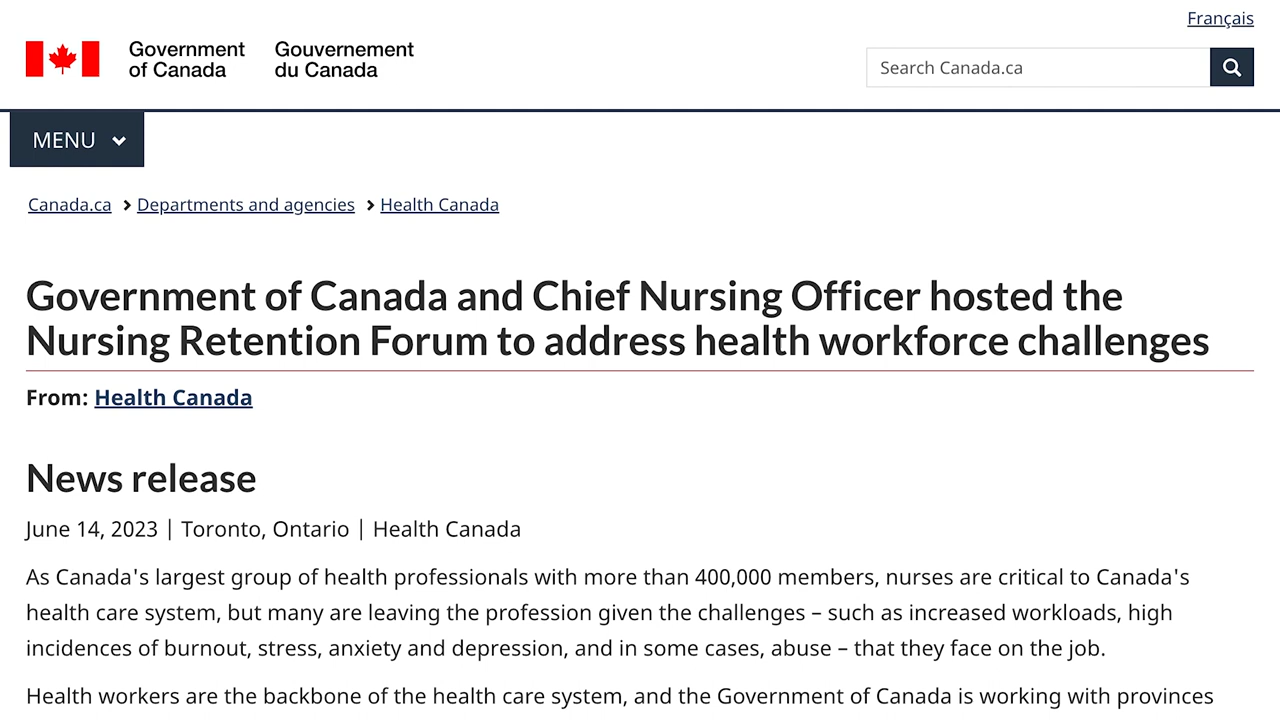 Français
Government of Canada
Gouvernement du Canada
Search Canada.ca
MENU
Canada.ca > Departments and agencies > Health Canada
Government of Canada and Chief Nursing Officer hosted the
Nursing Retention Forum to address health workforce challenges
From: Health Canada
News release
June 14, 2023 | Toronto, Ontario | Health Canada
As Canada's largest group of health professionals with more than 400,000 members, nurses are critical to Canada's
health care system, but many are leaving the profession given the challenges – such as increased workloads, high
incidences of burnout, stress, anxiety and depression, and in some cases, abuse – that they face on the job.
Health workers are the backbone of the health care system, and the Government of Canada is working with provinces